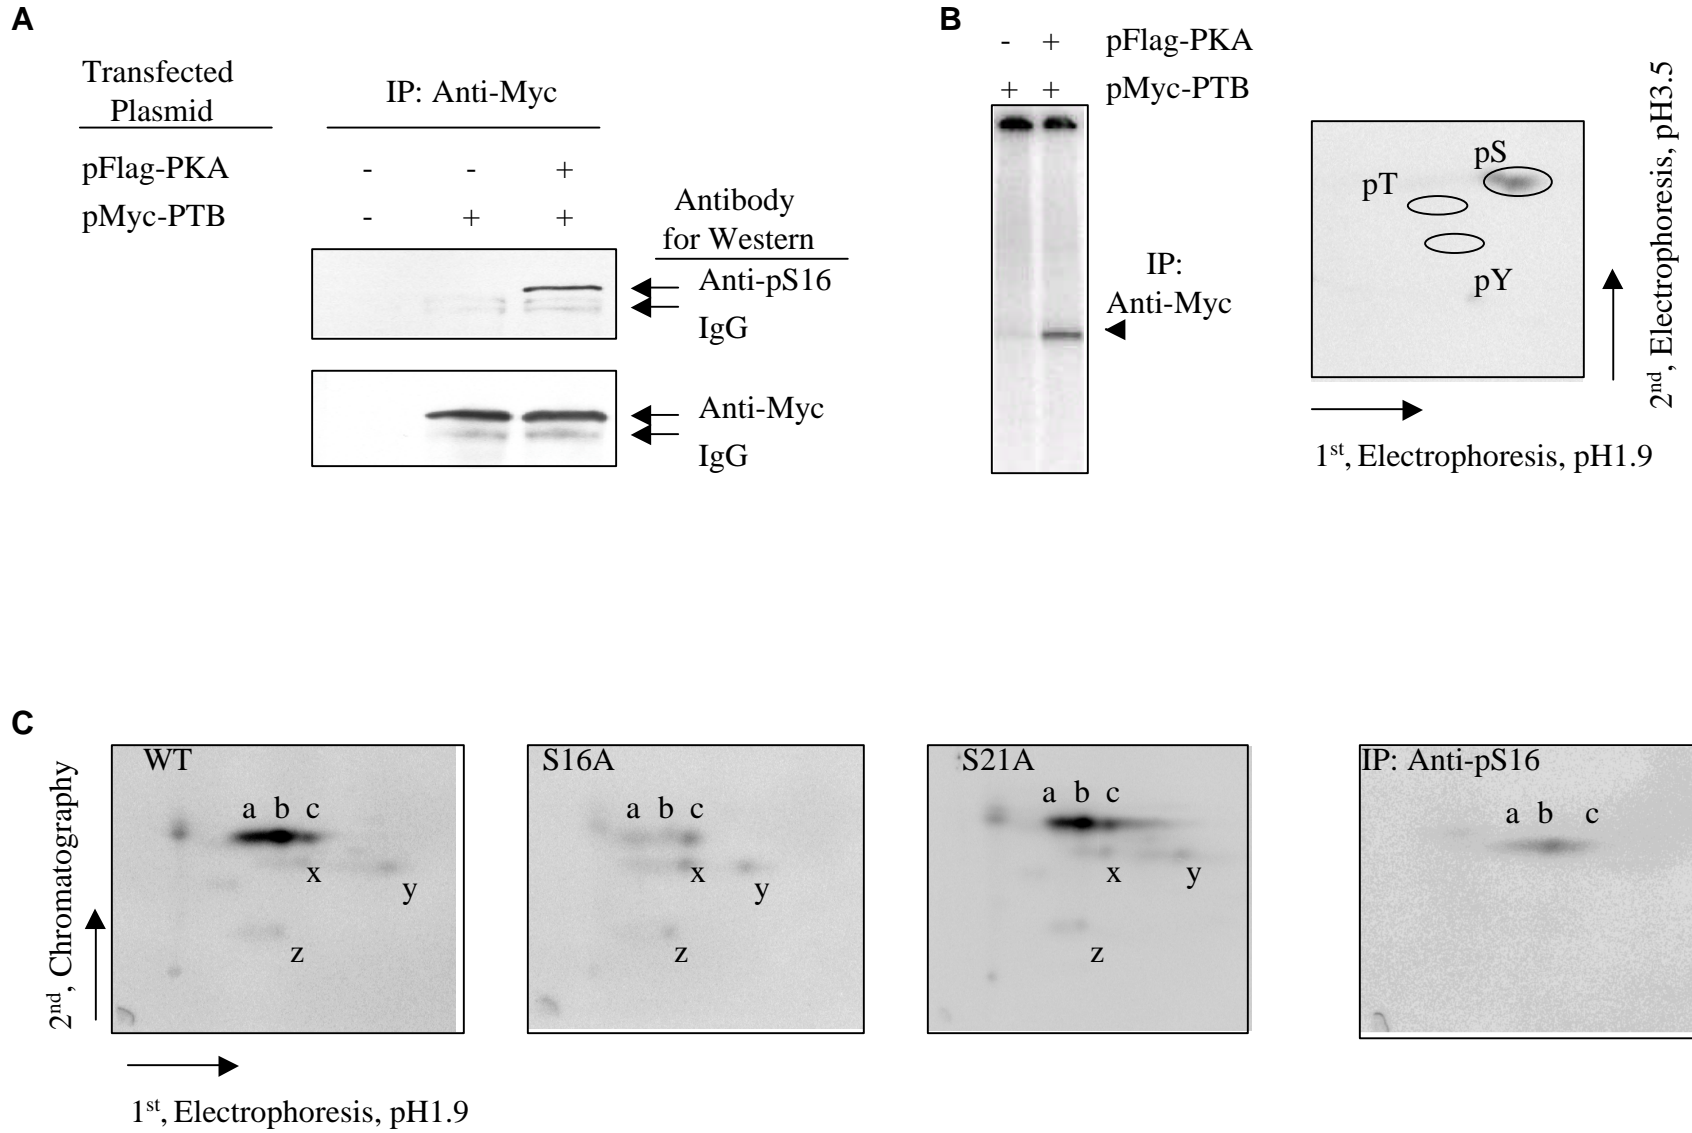 A
Transfected
Plasmid
IP: Anti-Myc
pFlag-PKA - - +
pMyc-PTB - + +
Antibody
for Western
Anti-pS16
IgG
Anti-Myc
IgG
B
- + pFlag-PKA
+ + pMyc-PTB
IP:
Anti-Myc
pS
pT
pY
2nd, Electrophoresis, pH3.5
1st, Electrophoresis, pH1.9
C
WT
a b c
x
y
z
S16A
a b c
x
y
z
S21A
a b c
x
y
z
IP: Anti-pS16
a b c
2nd, Chromatography
1st, Electrophoresis, pH1.9